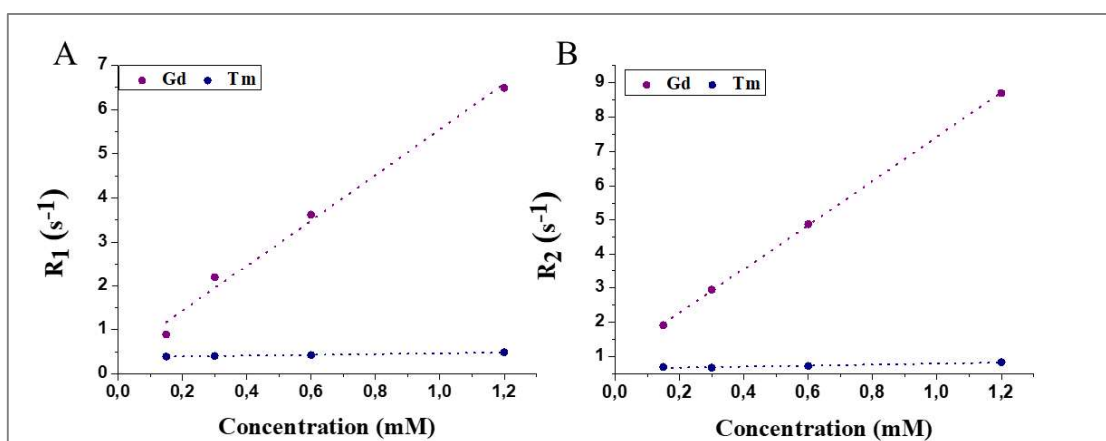 A
7
6
5
4
3
2
1
0
R1 (s-1)
Gd Tm
0,0 0,2 0,4 0,6 0,8 1,0 1,2
Concentration (mM)
B
9
8
7
6
5
4
3
2
1
R2 (s-1)
Gd Tm
0,0 0,2 0,4 0,6 0,8 1,0 1,2
Concentration (mM)